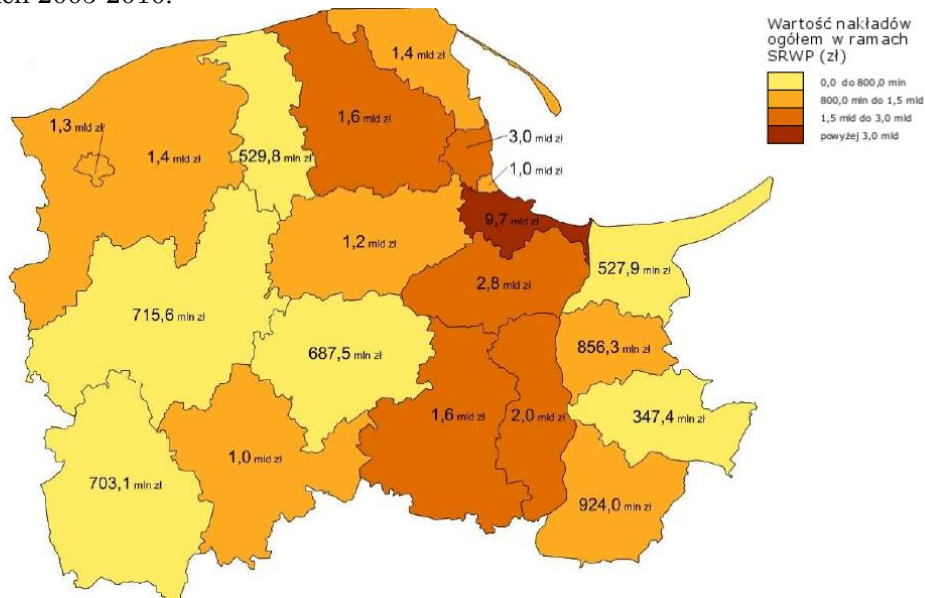 Wartość nakładów
ogółem w ramach
SRWP (zł)
0,0 do 800,0 mln
800,0 mln do 1,5 mld
1,5 mld do 3,0 mld
powyżej 3,0 mld
1,4 mld zł
1,6 mld zł
1,3 mld zł
3,0 mld zł
1,4 mld zł
529,8 mln zł
1,0 mld zł
9,7 mld zł
1,2 mld zł
527,9 mln zł
2,8 mld zł
715,6 mln zł
687,5 mln zł
856,3 mln zł
1,6 mld zł
2,0 mld zł
347,4 mln zł
1,0 mld zł
703,1 mln zł
924,0 mln zł